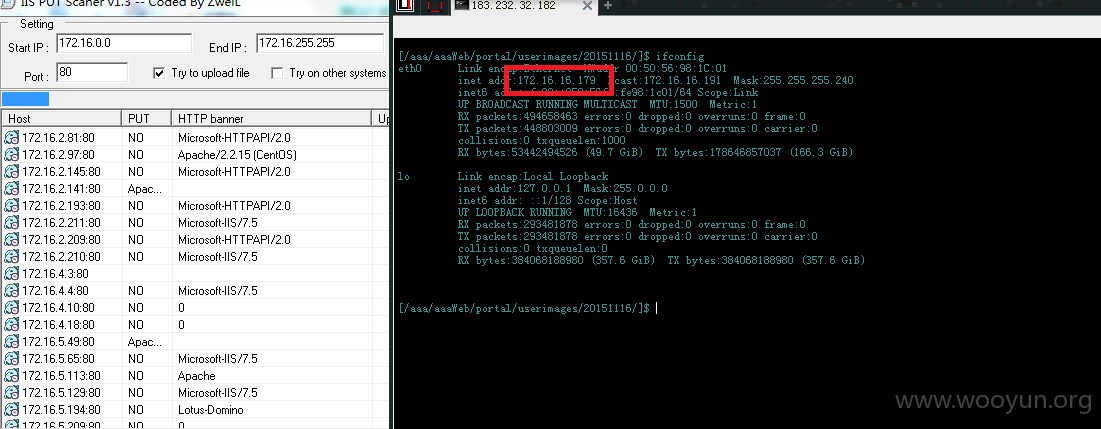 IIS PUT Scaner v1.3 -- Coded By ZwelL
Setting
Start IP : 172.16.0.0 End IP : 172.16.255.255
Port : 80 Try to upload file Try on other systems
Host PUT HTTP banner Up
172.16.2.81:80 NO Microsoft-HTTPAPI/2.0
172.16.2.97:80 NO Apache/2.2.15 (CentOS)
172.16.2.145:80 NO Microsoft-HTTPAPI/2.0
172.16.2.141:80 Apac...
172.16.2.193:80 NO Microsoft-HTTPAPI/2.0
172.16.2.211:80 NO Microsoft-IIS/7.5
172.16.2.209:80 NO Microsoft-HTTPAPI/2.0
172.16.2.210:80 NO Microsoft-IIS/7.5
172.16.4.3:80
172.16.4.4:80 NO Microsoft-IIS/7.5
172.16.4.10:80 NO 0
172.16.4.18:80 NO 0
172.16.5.49:80 Apac...
172.16.5.65:80 NO Microsoft-IIS/7.5
172.16.5.113:80 NO Apache
172.16.5.129:80 NO Microsoft-IIS/7.5
172.16.5.194:80 NO Lotus-Domino
172.16.5.209:80 NO 0
183.232.32.182
[/aaa/aaaWeb/portal/userimages/20151116/]$ ifconfig
eth0 Link encap:Ethernet HWaddr 00:50:56:98:1C:01
inet addr:172.16.16.179 cast:172.16.16.191 Mask:255.255.255.240
inet6 fe98:1c01/64 Scope:Link
UP BROADCAST RUNNING MULTICAST MTU:1500 Metric:1
RX packets:494658463 errors:0 dropped:0 overruns:0 frame:0
TX packets:448803009 errors:0 dropped:0 overruns:0 carrier:0
collisions:0 txqueuelen:1000
RX bytes:53442494526 (49.7 GiB) TX bytes:178646857037 (166.3 GiB)
lo Link encap:Local Loopback
inet addr:127.0.0.1 Mask:255.0.0.0
inet6 addr: ::1/128 Scope:Host
UP LOOPBACK RUNNING MTU:16436 Metric:1
RX packets:293481878 errors:0 dropped:0 overruns:0 frame:0
TX packets:293481878 errors:0 dropped:0 overruns:0 carrier:0
collisions:0 txqueuelen:0
RX bytes:384068188980 (357.6 GiB) TX bytes:384068188980 (357.6 GiB)
[/aaa/aaaWeb/portal/userimages/20151116/]$
www.wooyun.org